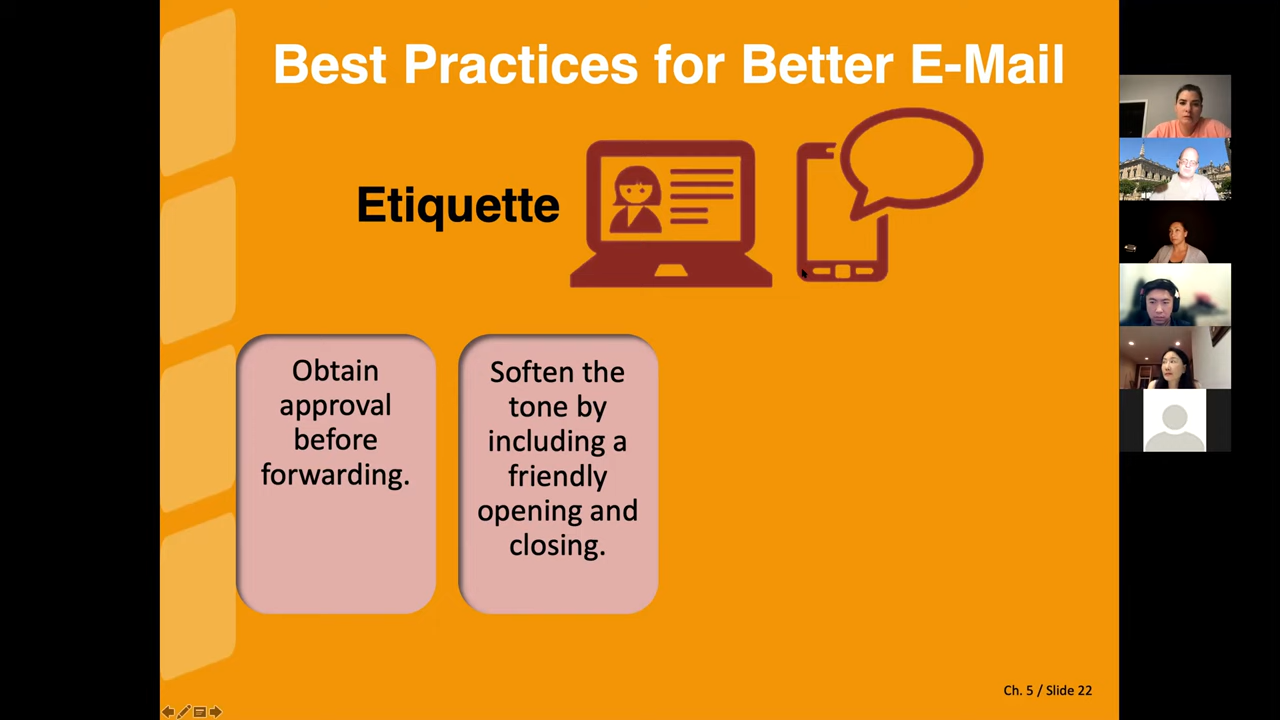 Best Practices for Better E-Mail
Etiquette
Obtain
approval
before
forwarding.
Soften the
tone by
including a
friendly
opening and
closing.
Ch. 5 / Slide 22